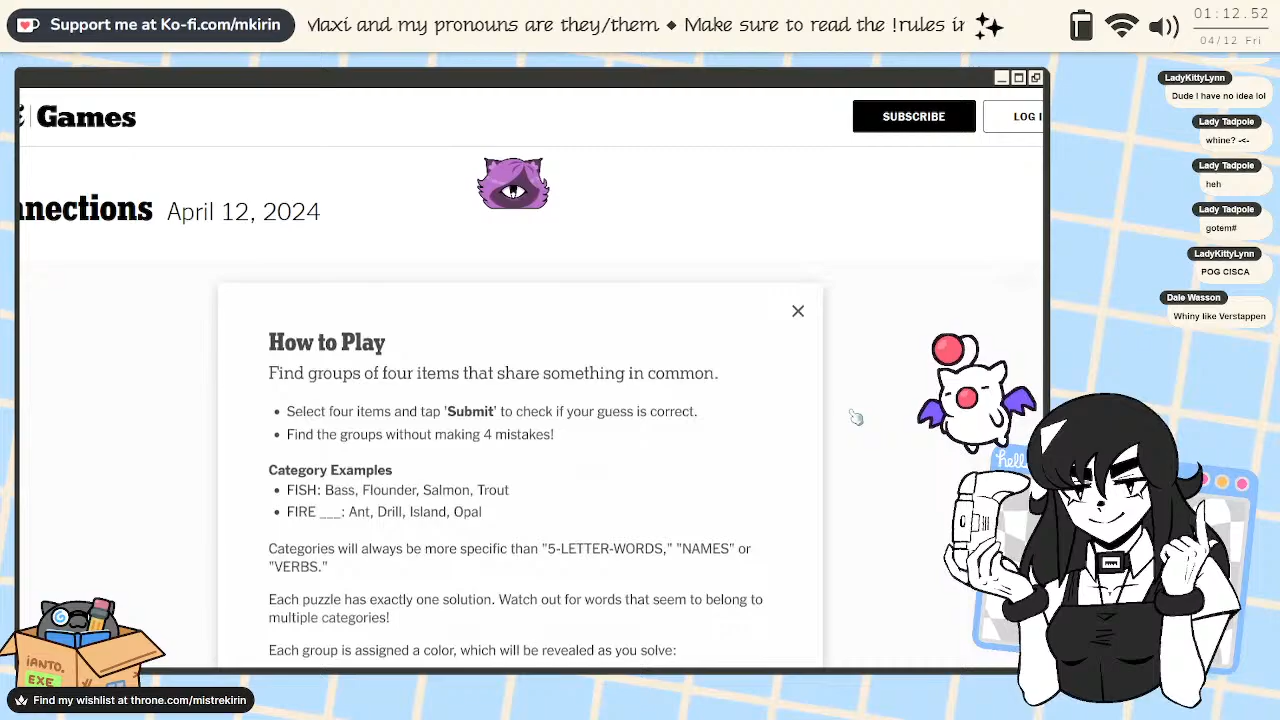 Support me at Ko-fi.com/mkirin
Maxi and my pronouns are they/them ◆ Make sure to read the !rules in
01:12.52
04/12 Fri
Games
SUBSCRIBE
LOG I
nnections April 12, 2024
How to Play
Find groups of four items that share something in common.
• Select four items and tap 'Submit' to check if your guess is correct.
• Find the groups without making 4 mistakes!
Category Examples
• FISH: Bass, Flounder, Salmon, Trout
• FIRE ___: Ant, Drill, Island, Opal
Categories will always be more specific than "5-LETTER-WORDS," "NAMES" or
"VERBS."
Each puzzle has exactly one solution. Watch out for words that seem to belong to
multiple categories!
Each group is assigned a color, which will be revealed as you solve:
LadyKittyLynn
Dude I have no idea lol
Lady Tadpole
whine? -<-
Lady Tadpole
heh
Lady Tadpole
gotem#
LadyKittyLynn
POG CISCA
Dale Wasson
Whiny like Verstappen
hell
iANTO.
EXE
Find my wishlist at throne.com/mistrekirin